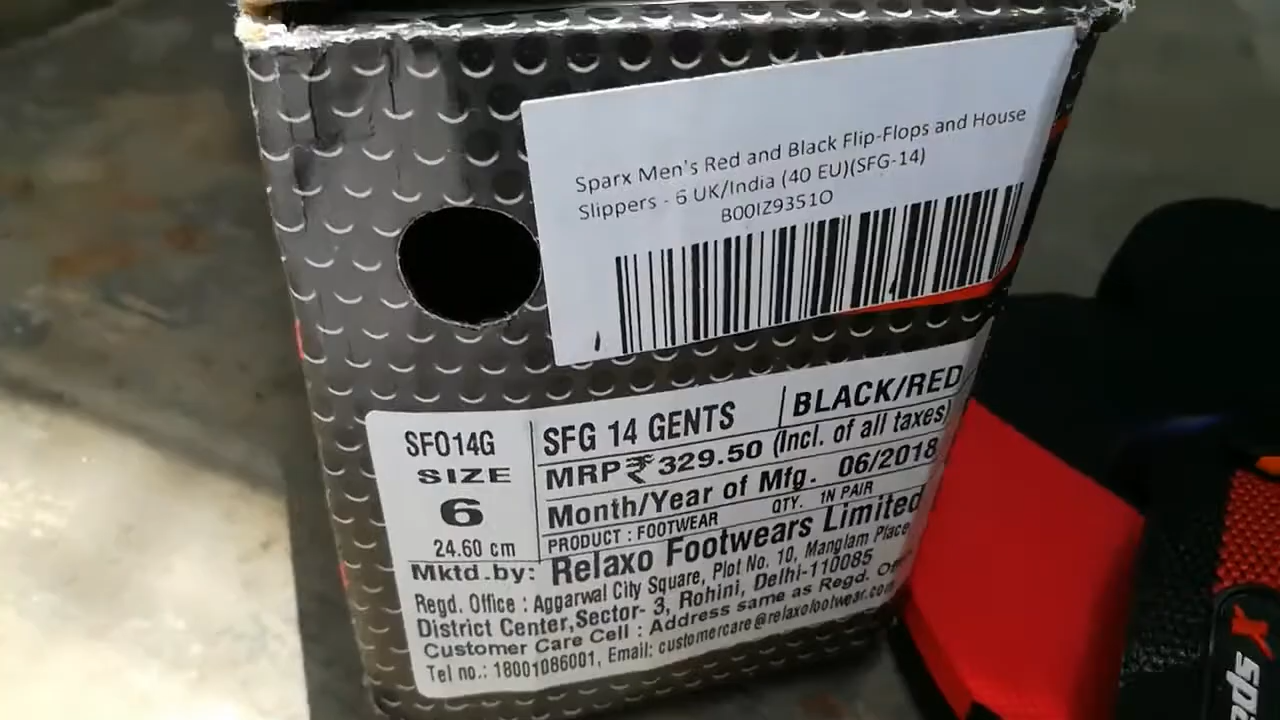 Sparx Men's Red and Black Flip-Flops and House
Slippers - 6 UK/India (40 EU)(SFG-14)
B00IZ9351O
SFO14G
SIZE
6
24.60 cm
SFG 14 GENTS
BLACK/RED
MRP₹329.50 (Incl. of all taxes)
Month/Year of Mfg. 06/2018
PRODUCT : FOOTWEAR QTY. 1N PAIR
Mktd.by: Relaxo Footwears Limited
Regd. Office : Aggarwal City Square, Plot No. 10, Manglam Place
District Center,Sector- 3, Rohini, Delhi-110085
Customer Care Cell : Address same as Regd.
Tel no.: 18001086001, Email: customercare@relaxofootwear.com